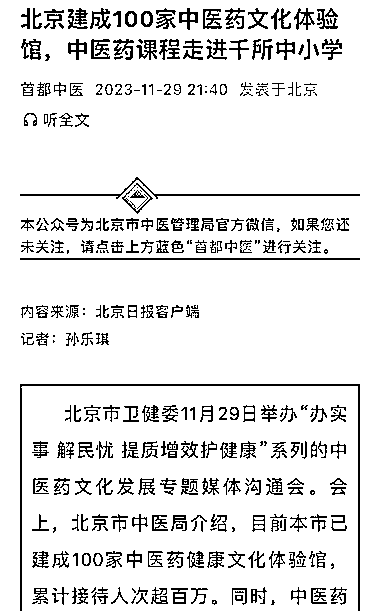 北京建成100家中医药文化体验
馆，中医药课程走进千所中小学
首都中医 2023-11-29 21:40 发表于北京
听全文
本公众号为北京市中医管理局官方微信，如果您还
未关注，请点击上方蓝色“首都中医”进行关注。
内容来源：北京日报客户端
记者：孙乐琪
北京市卫健委11月29日举办“办实
事 解民忧 提质增效护健康”系列的中
医药文化发展专题媒体沟通会。会
上，北京市中医局介绍，目前本市已
建成100家中医药健康文化体验馆，
累计接待人次超百万。同时，中医药